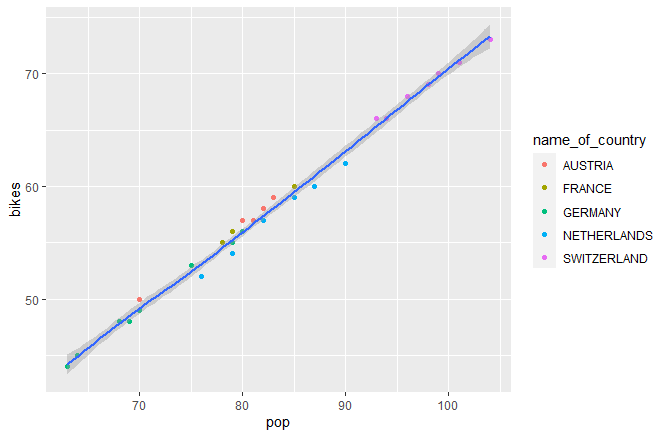 bikes
70
60
50
70
80
90
100
pop
name_of_country
AUSTRIA
FRANCE
GERMANY
NETHERLANDS
SWITZERLAND